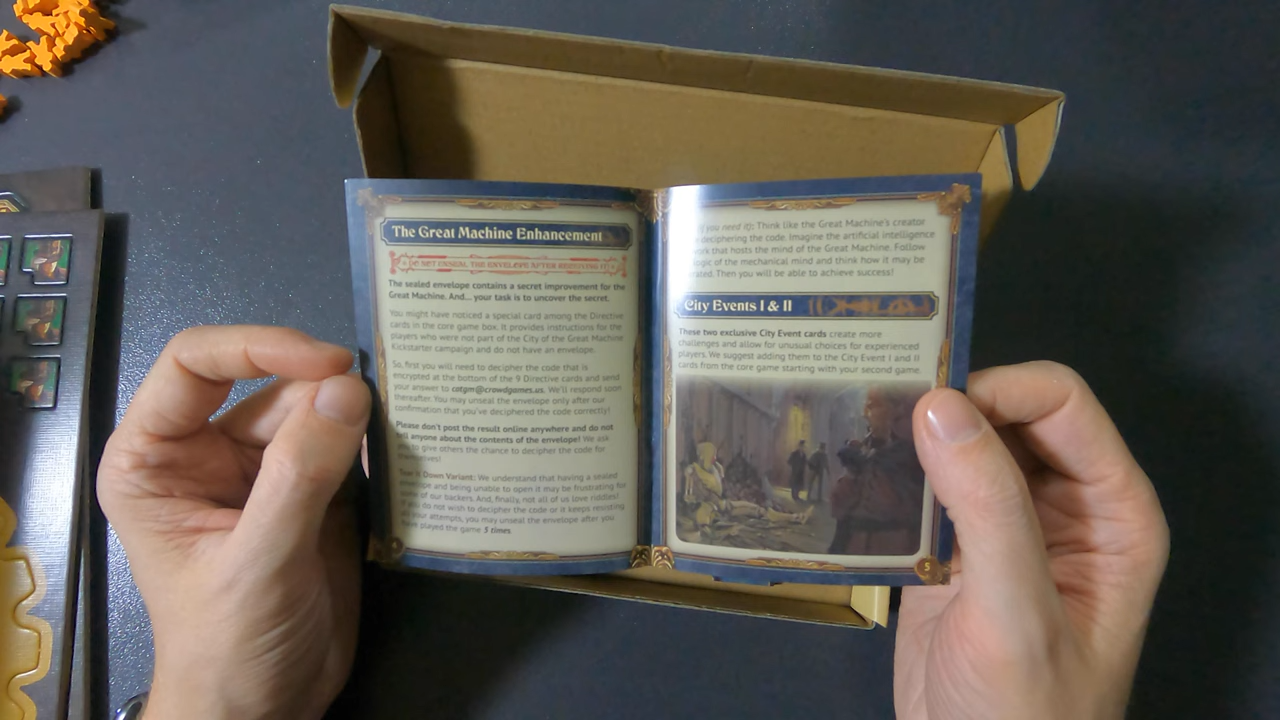 The Great Machine Enhancement
NOT UNSEAL THE ENVELOPE AFTER RECEIVING IT
The sealed envelope contains a secret improvement for the
Great Machine. And... your task is to uncover the secret.
You might have noticed a special card among the Directive
cards in the core game box. It provides instructions for the
players who were not part of the City of the Great Machine
Kickstarter campaign and do not have an envelope.
So, first you will need to decipher the code that is
encrypted at the bottom of the 9 Directive cards and send
your answer to catgm@crowdgames.us. We'll respond soon
thereafter. You may unseal the envelope only after our
confirmation that you've deciphered the code correctly!
Please don't post the result online anywhere and do not
tell anyone about the contents of the envelope! We ask
you to give others the chance to decipher the code for
themselves!
Down Variant: We understand that having a sealed
envelope and being unable to open it may be frustrating for
some of our backers. And, finally, not all of us love riddles!
If you do not wish to decipher the code or it keeps resisting
your attempts, you may unseal the envelope after you
have played the game 5 times.
if you need it): Think like the Great Machine's creator
deciphering the code. Imagine the artificial intelligence
that hosts the mind of the Great Machine. Follow
logic of the mechanical mind and think how it may be
Then you will be able to achieve success!
City Events I & II
These two exclusive City Event cards create more
challenges and allow for unusual choices for experienced
players. We suggest adding them to the City Event I and II
cards from the core game starting with your second game.
5